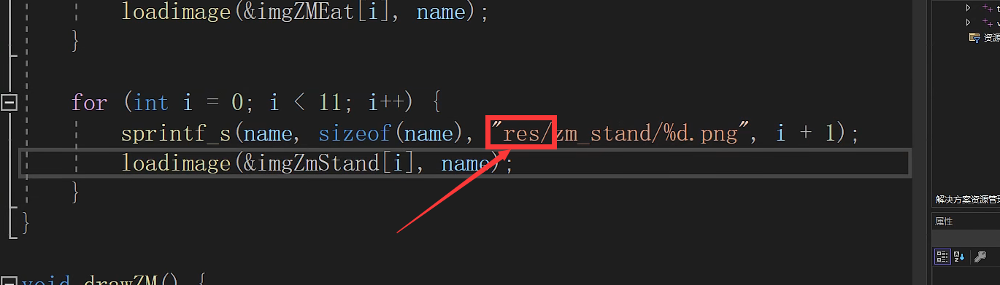 loadimage(&imgZMEat[i], name);
}
for (int i = 0; i < 11; i++) {
sprintf_s(name, sizeof(name), "res/zm_stand/%d.png", i + 1);
loadimage(&imgZmStand[i], name);
}
}
void drawZM() {
资源
解决方案资源管
属性